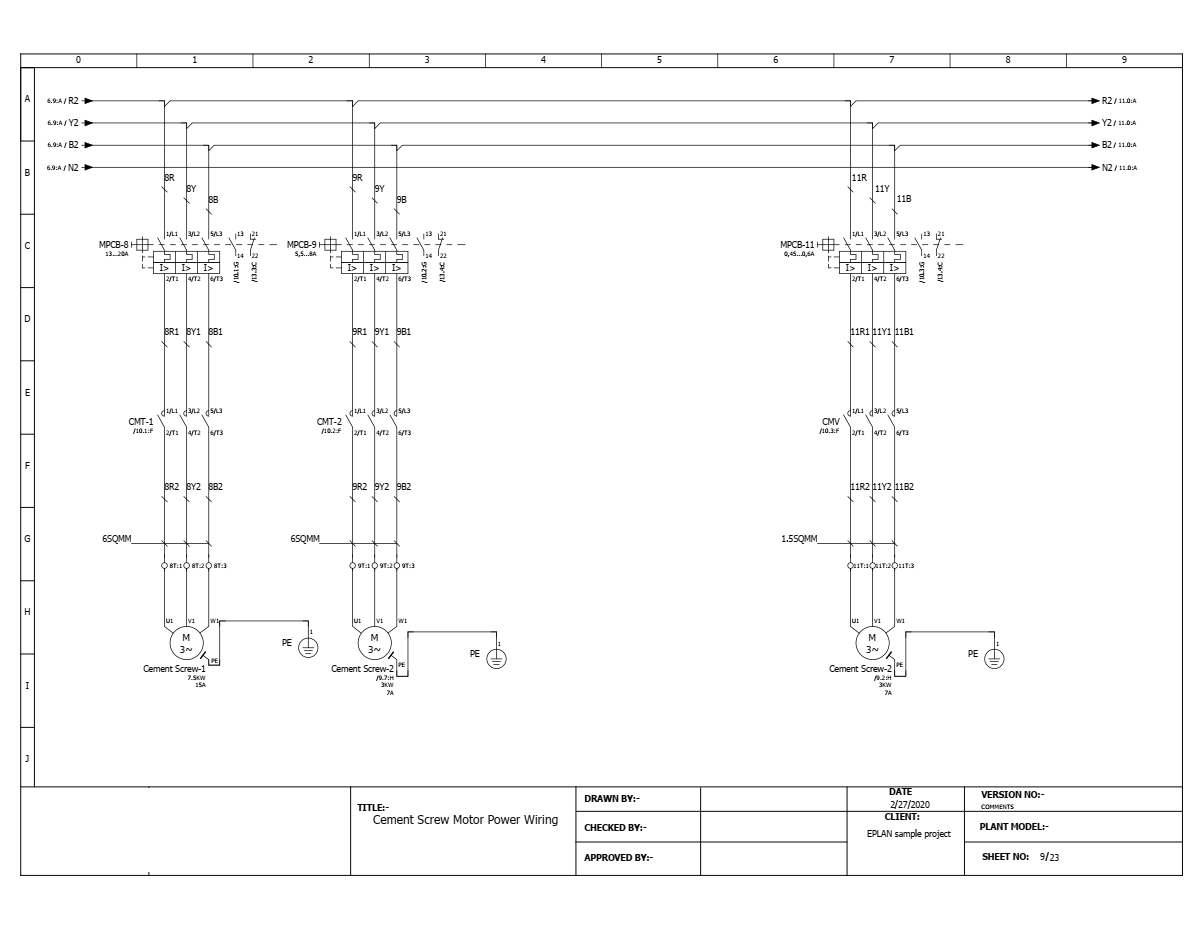 0 1 2 3 4 5 6 7 8 9
A
6.9:A / R2 R2 / 11.0:A
6.9:A / Y2 Y2 / 11.0:A
6.9:A / B2 B2 / 11.0:A
B
6.9:A / N2 N2 / 11.0:A
8R 9R 11R
8Y 9Y 11Y
8B 9B 11B
C
1/L1 3/L2 5/L3 13 21 1/L1 3/L2 5/L3 13 21 1/L1 3/L2 5/L3 13 21
MPCB-8 MPCB-9 MPCB-11
13...20A 5,5...8A 0,45...0,6A
14 22 14 22 14 22
I> I> I> I> I> I> I> I> I>
/10.1:G /13.3:C /10.2:G /13.4:C /10.3:G /13.4:C
2/T1 4/T2 6/T3 2/T1 4/T2 6/T3 2/T1 4/T2 6/T3
D
8R1 8Y1 8B1 9R1 9Y1 9B1 11R1 11Y1 11B1
E
1/L1 3/L2 5/L3 1/L1 3/L2 5/L3 1/L1 3/L2 5/L3
CMT-1 CMT-2 CMV
/10.1:F /10.2:F /10.3:F
2/T1 4/T2 6/T3 2/T1 4/T2 6/T3 2/T1 4/T2 6/T3
F
8R2 8Y2 8B2 9R2 9Y2 9B2 11R2 11Y2 11B2
G
6SQMM 6SQMM 1.5SQMM
8T:1 8T:2 8T:3 9T:1 9T:2 9T:3 11T:1 11T:2 11T:3
H
U1 V1 W1 U1 V1 W1 U1 V1 W1
1 1 1
M M M
3~ 3~ 3~
PE PE PE
PE PE PE
Cement Screw-1 Cement Screw-2 Cement Screw-2
7.5KW /9.7:H /9.2:H
15A 3KW 3KW
7A 7A
I
J
TITLE:-
Cement Screw Motor Power Wiring
DRAWN BY:-
CHECKED BY:-
APPROVED BY:-
DATE
2/27/2020
CLIENT:
EPLAN sample project
VERSION NO:-
COMMENTS
PLANT MODEL:-
SHEET NO: 9/23